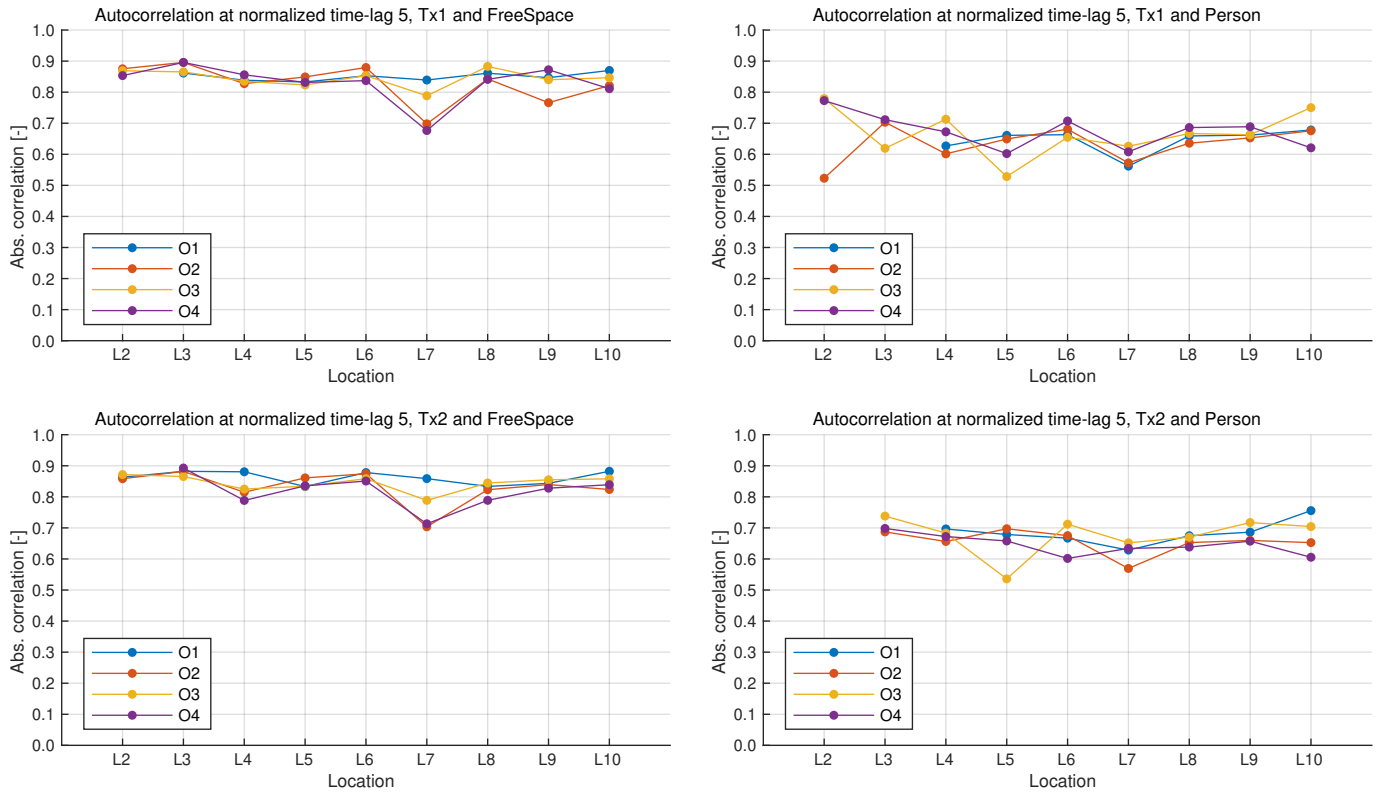 Autocorrelation at normalized time-lag 5, Tx1 and FreeSpace
1.0
0.9
0.8
0.7
0.6
0.5
0.4
0.3
0.2
0.1
0.0
Abs. correlation [-]
O1
O2
O3
O4
L2 L3 L4 L5 L6 L7 L8 L9 L10
Location
Autocorrelation at normalized time-lag 5, Tx1 and Person
1.0
0.9
0.8
0.7
0.6
0.5
0.4
0.3
0.2
0.1
0.0
Abs. correlation [-]
O1
O2
O3
O4
L2 L3 L4 L5 L6 L7 L8 L9 L10
Location
Autocorrelation at normalized time-lag 5, Tx2 and FreeSpace
1.0
0.9
0.8
0.7
0.6
0.5
0.4
0.3
0.2
0.1
0.0
Abs. correlation [-]
O1
O2
O3
O4
L2 L3 L4 L5 L6 L7 L8 L9 L10
Location
Autocorrelation at normalized time-lag 5, Tx2 and Person
1.0
0.9
0.8
0.7
0.6
0.5
0.4
0.3
0.2
0.1
0.0
Abs. correlation [-]
O1
O2
O3
O4
L2 L3 L4 L5 L6 L7 L8 L9 L10
Location